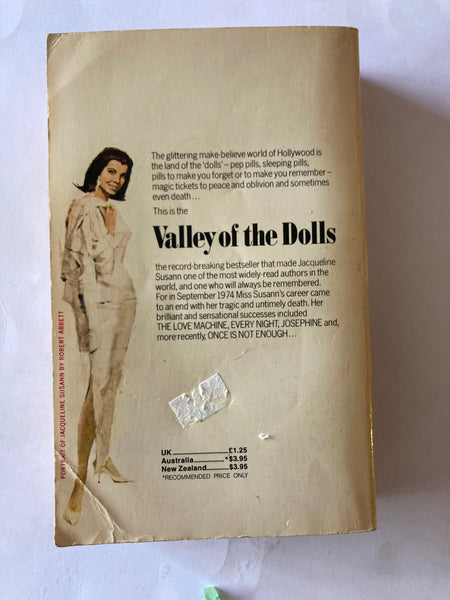 The glittering make-believe world of Hollywood is
the land of the 'dolls' – pep pills, sleeping pills,
pills to make you forget or to make you remember –
magic tickets to peace and oblivion and sometimes
even death ...
This is the
Valley of the Dolls
the record-breaking bestseller that made Jacqueline
Susann one of the most widely-read authors in the
world, and one who will always be remembered.
For in September 1974 Miss Susann's career came
to an end with her tragic and untimely death. Her
brilliant and sensational successes included
THE LOVE MACHINE, EVERY NIGHT, JOSEPHINE and,
more recently, ONCE IS NOT ENOUGH ...
PORTRAIT OF JACQUELINE SUSANN BY ROBERT ABBETT
UK £1.25
Australia *$3.95
New Zealand $3.95
*RECOMMENDED PRICE ONLY